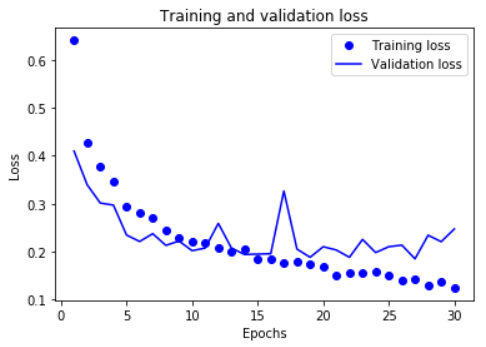 Training and validation loss
Training loss
Validation loss
0.6
0.5
0.4
0.3
0.2
0.1
Loss
0 5 10 15 20 25 30
Epochs